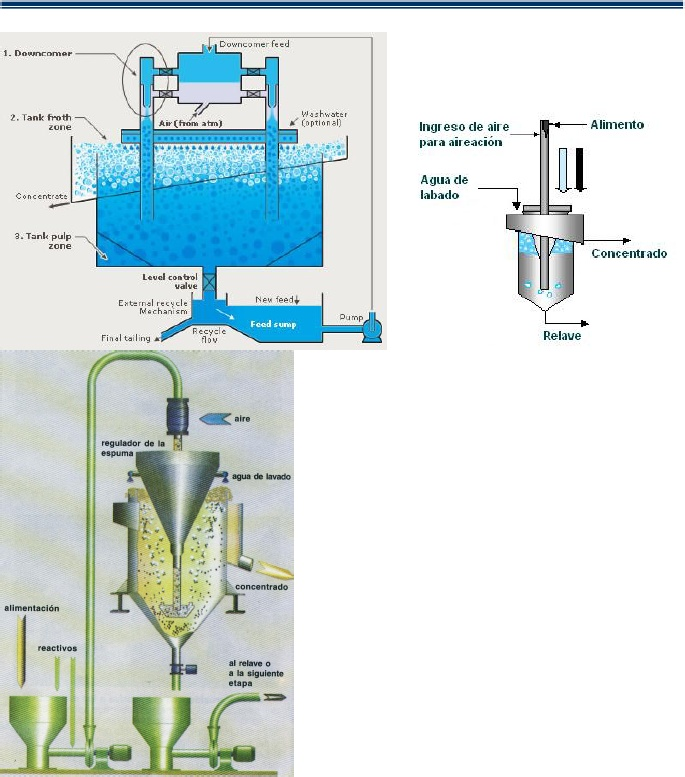 Downcomer feed
1. Downcomer
Air (from atm)
Washwater
(optional)
2. Tank froth
zone
Concentrate
3. Tank pulp
zone
Level control
valve
External recycle
Mechanism
New feed
Pump
Feed sump
Recycle
flow
Final tailing
Ingreso de aire
para aireación
Alimento
Agua de
labado
Concentrado
Relave
aire
regulador de la
espuma
agua de lavado
concentrado
alimentación
reactivos
al relave o
a la siguiente
etapa